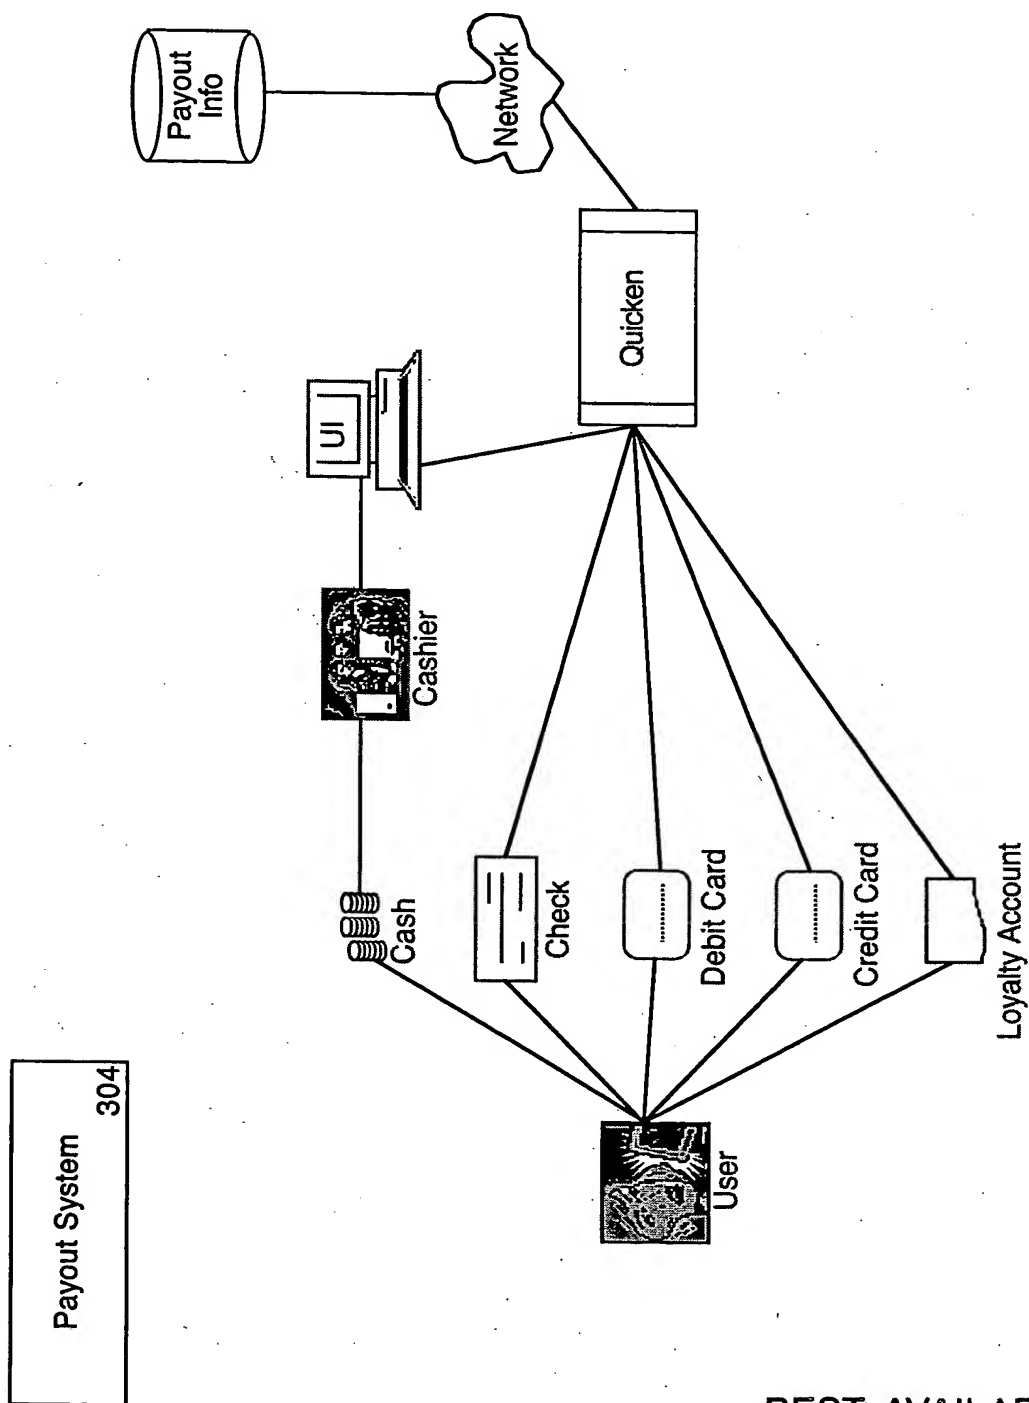 Payout System
304
User
Cash
Check
Debit Card
Credit Card
Loyalty Account
Cashier
UI
Quicken
Network
Payout
Info